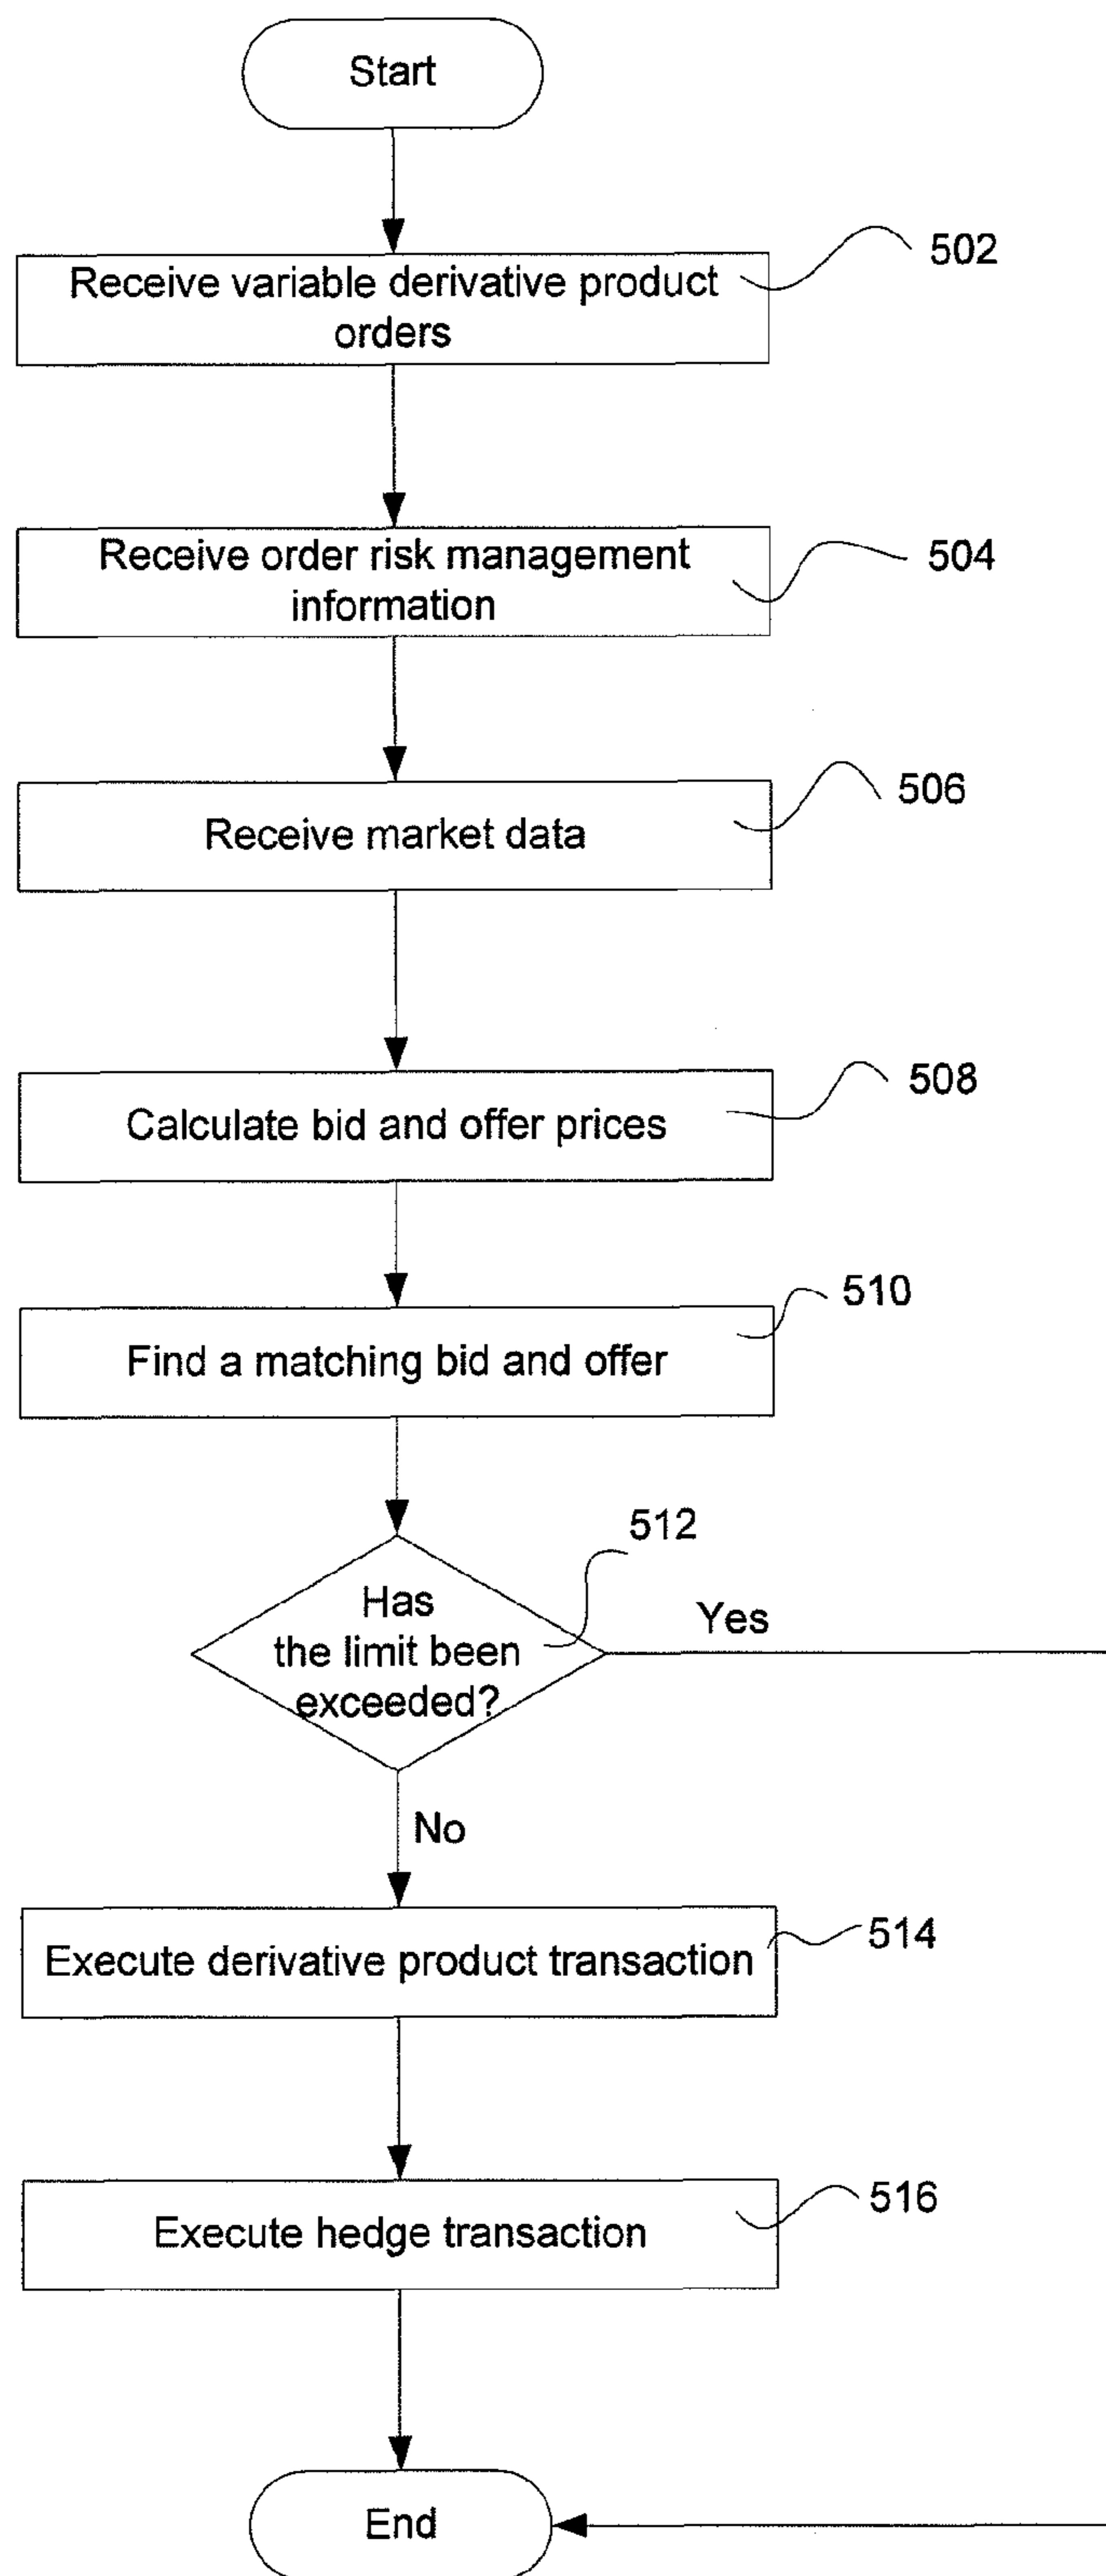 Start
502
Receive variable derivative product
orders
504
Receive order risk management
information
506
Receive market data
508
Calculate bid and offer prices
510
Find a matching bid and offer
512
Has
the limit been
exceeded?
Yes
No
514
Execute derivative product transaction
516
Execute hedge transaction
End